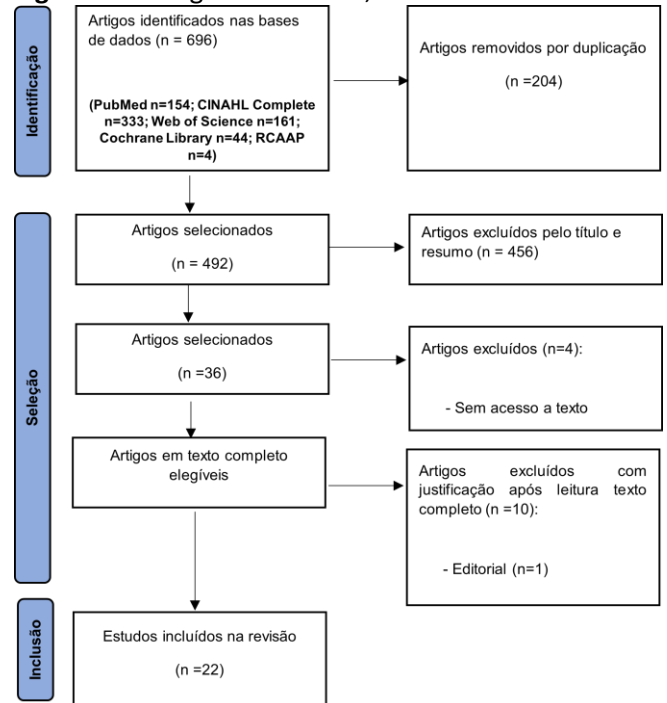 Identificação
Artigos identificados nas bases
de dados (n = 696)
(PubMed n=154; CINAHL Complete
n=333; Web of Science n=161;
Cochrane Library n=44; RCAAP
n=4)
Artigos removidos por duplicação
(n =204)
Seleção
Artigos selecionados
(n = 492)
Artigos excluídos pelo título e
resumo (n = 456)
Artigos selecionados
(n =36)
Artigos excluídos (n=4):
- Sem acesso a texto
Artigos em texto completo
elegíveis
Artigos excluídos com
justificação após leitura texto
completo (n =10):
- Editorial (n=1)
Inclusão
Estudos incluídos na revisão
(n =22)